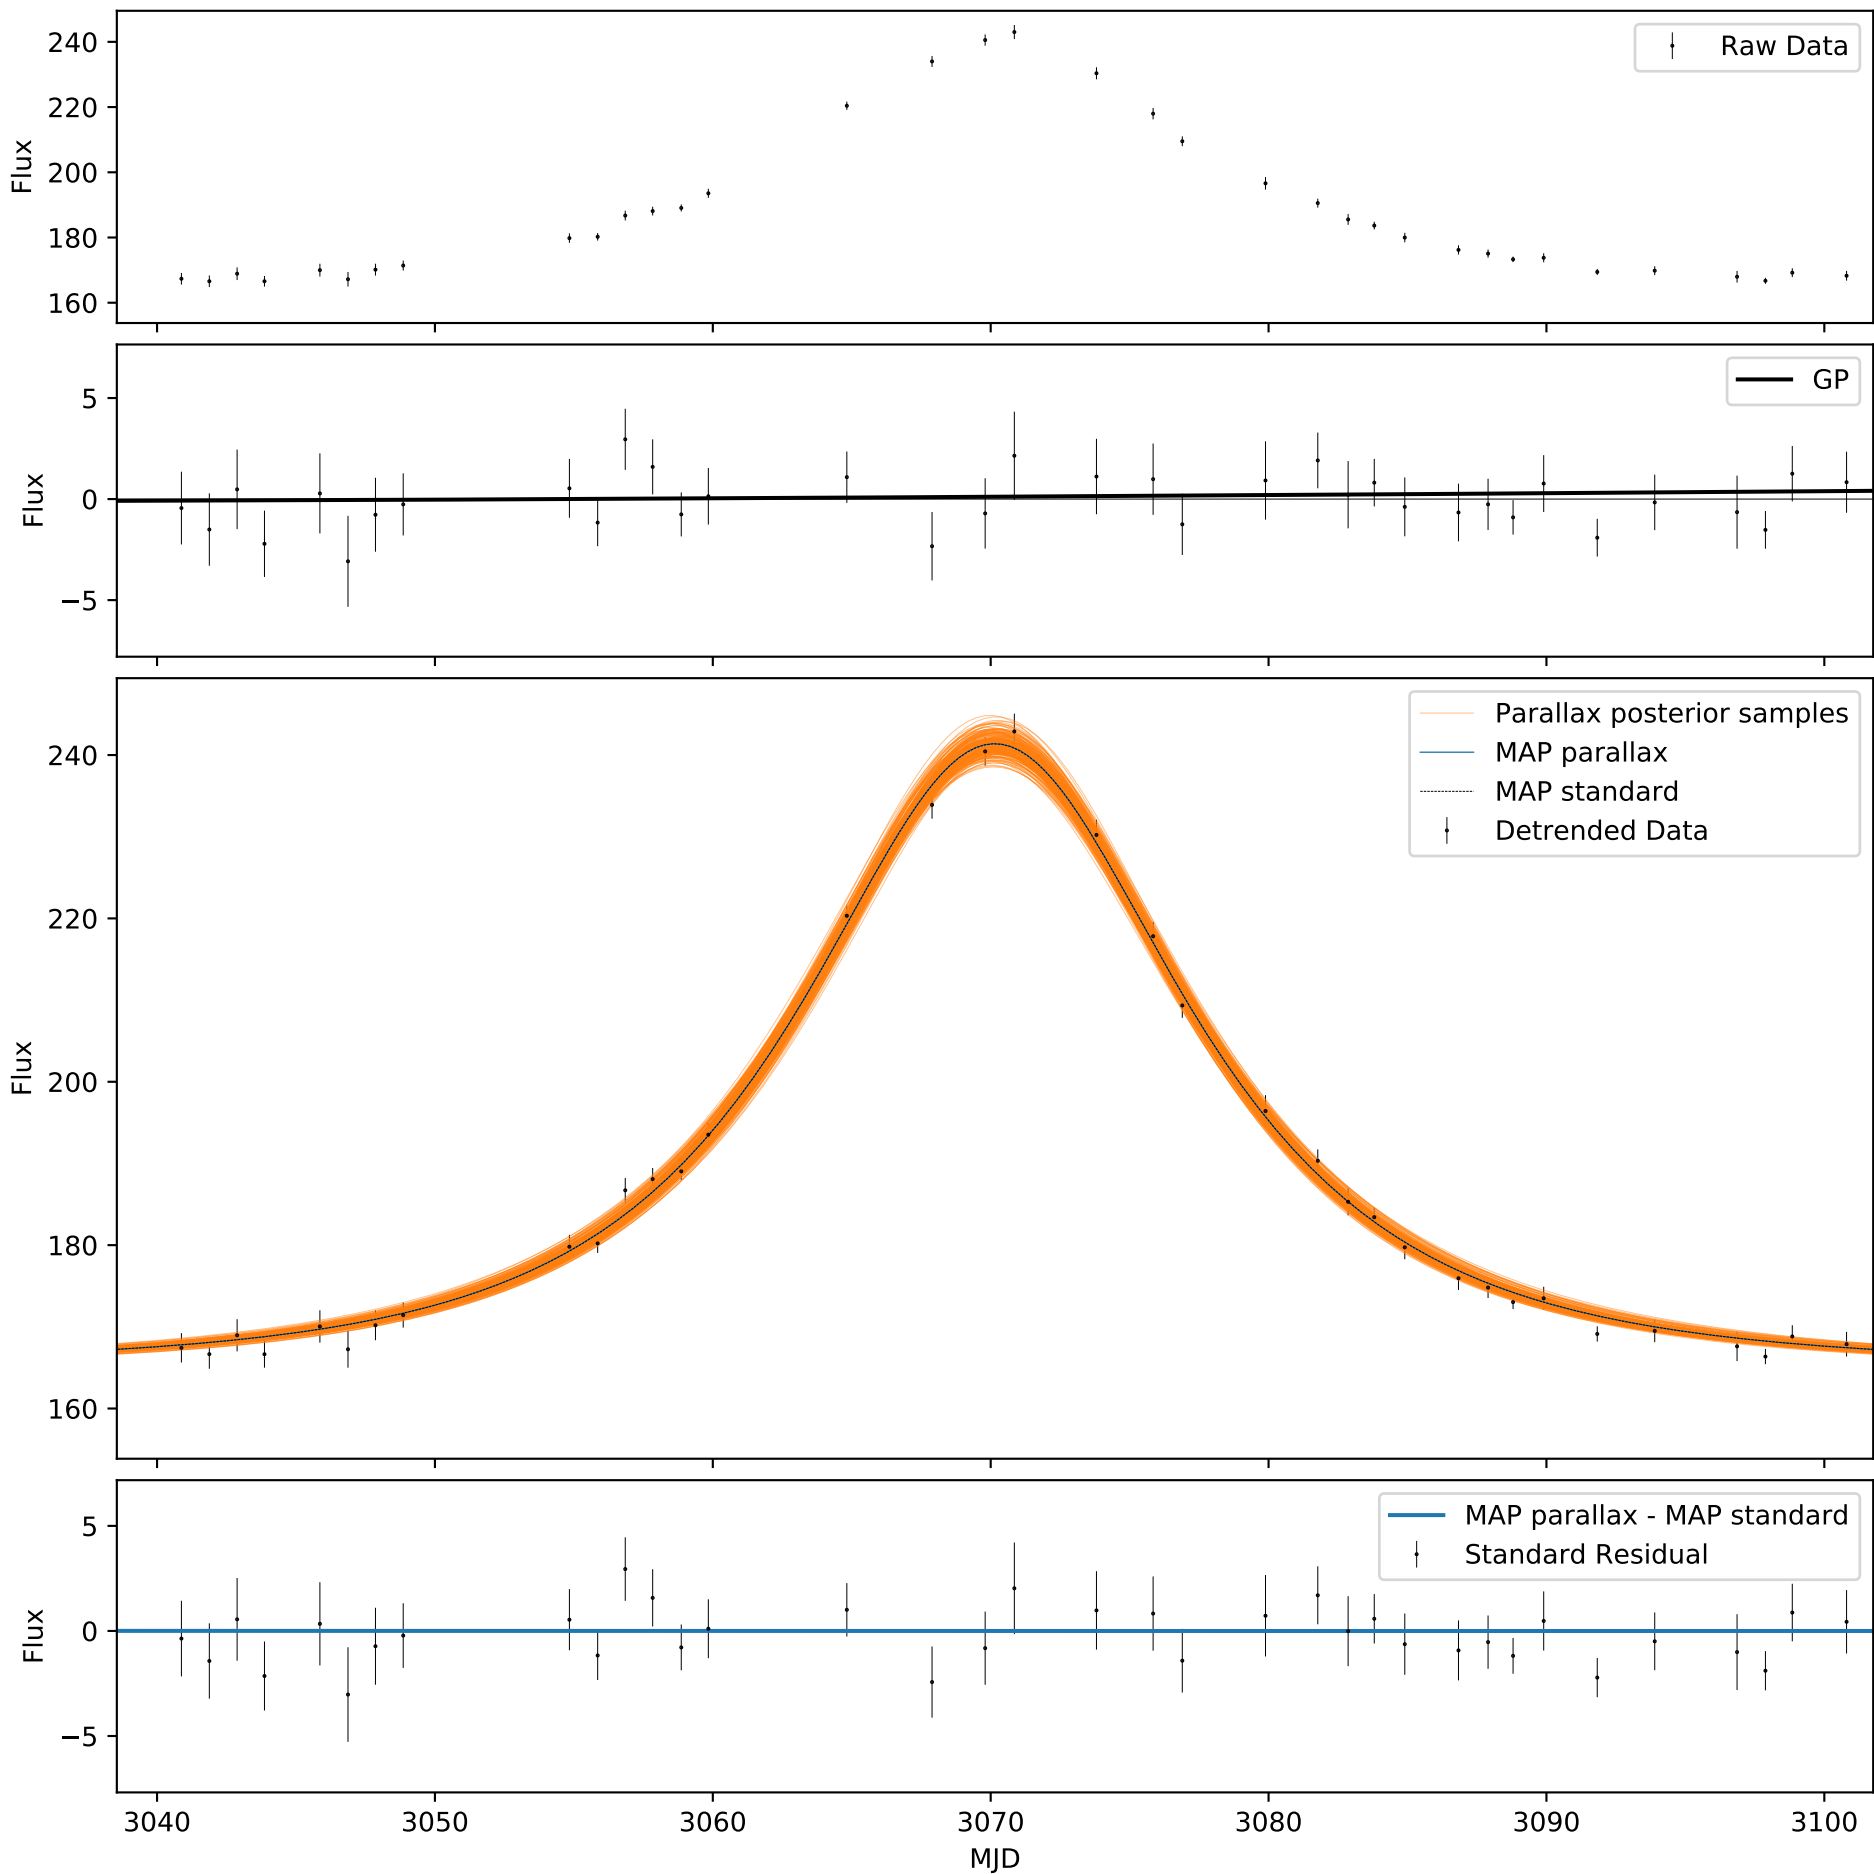 240
220
200
180
160
Flux
Raw Data
5
0
−5
Flux
GP
240
220
200
180
160
Flux
Parallax posterior samples
MAP parallax
MAP standard
Detrended Data
5
0
−5
Flux
MAP parallax - MAP standard
Standard Residual
3040 3050 3060 3070 3080 3090 3100
MJD